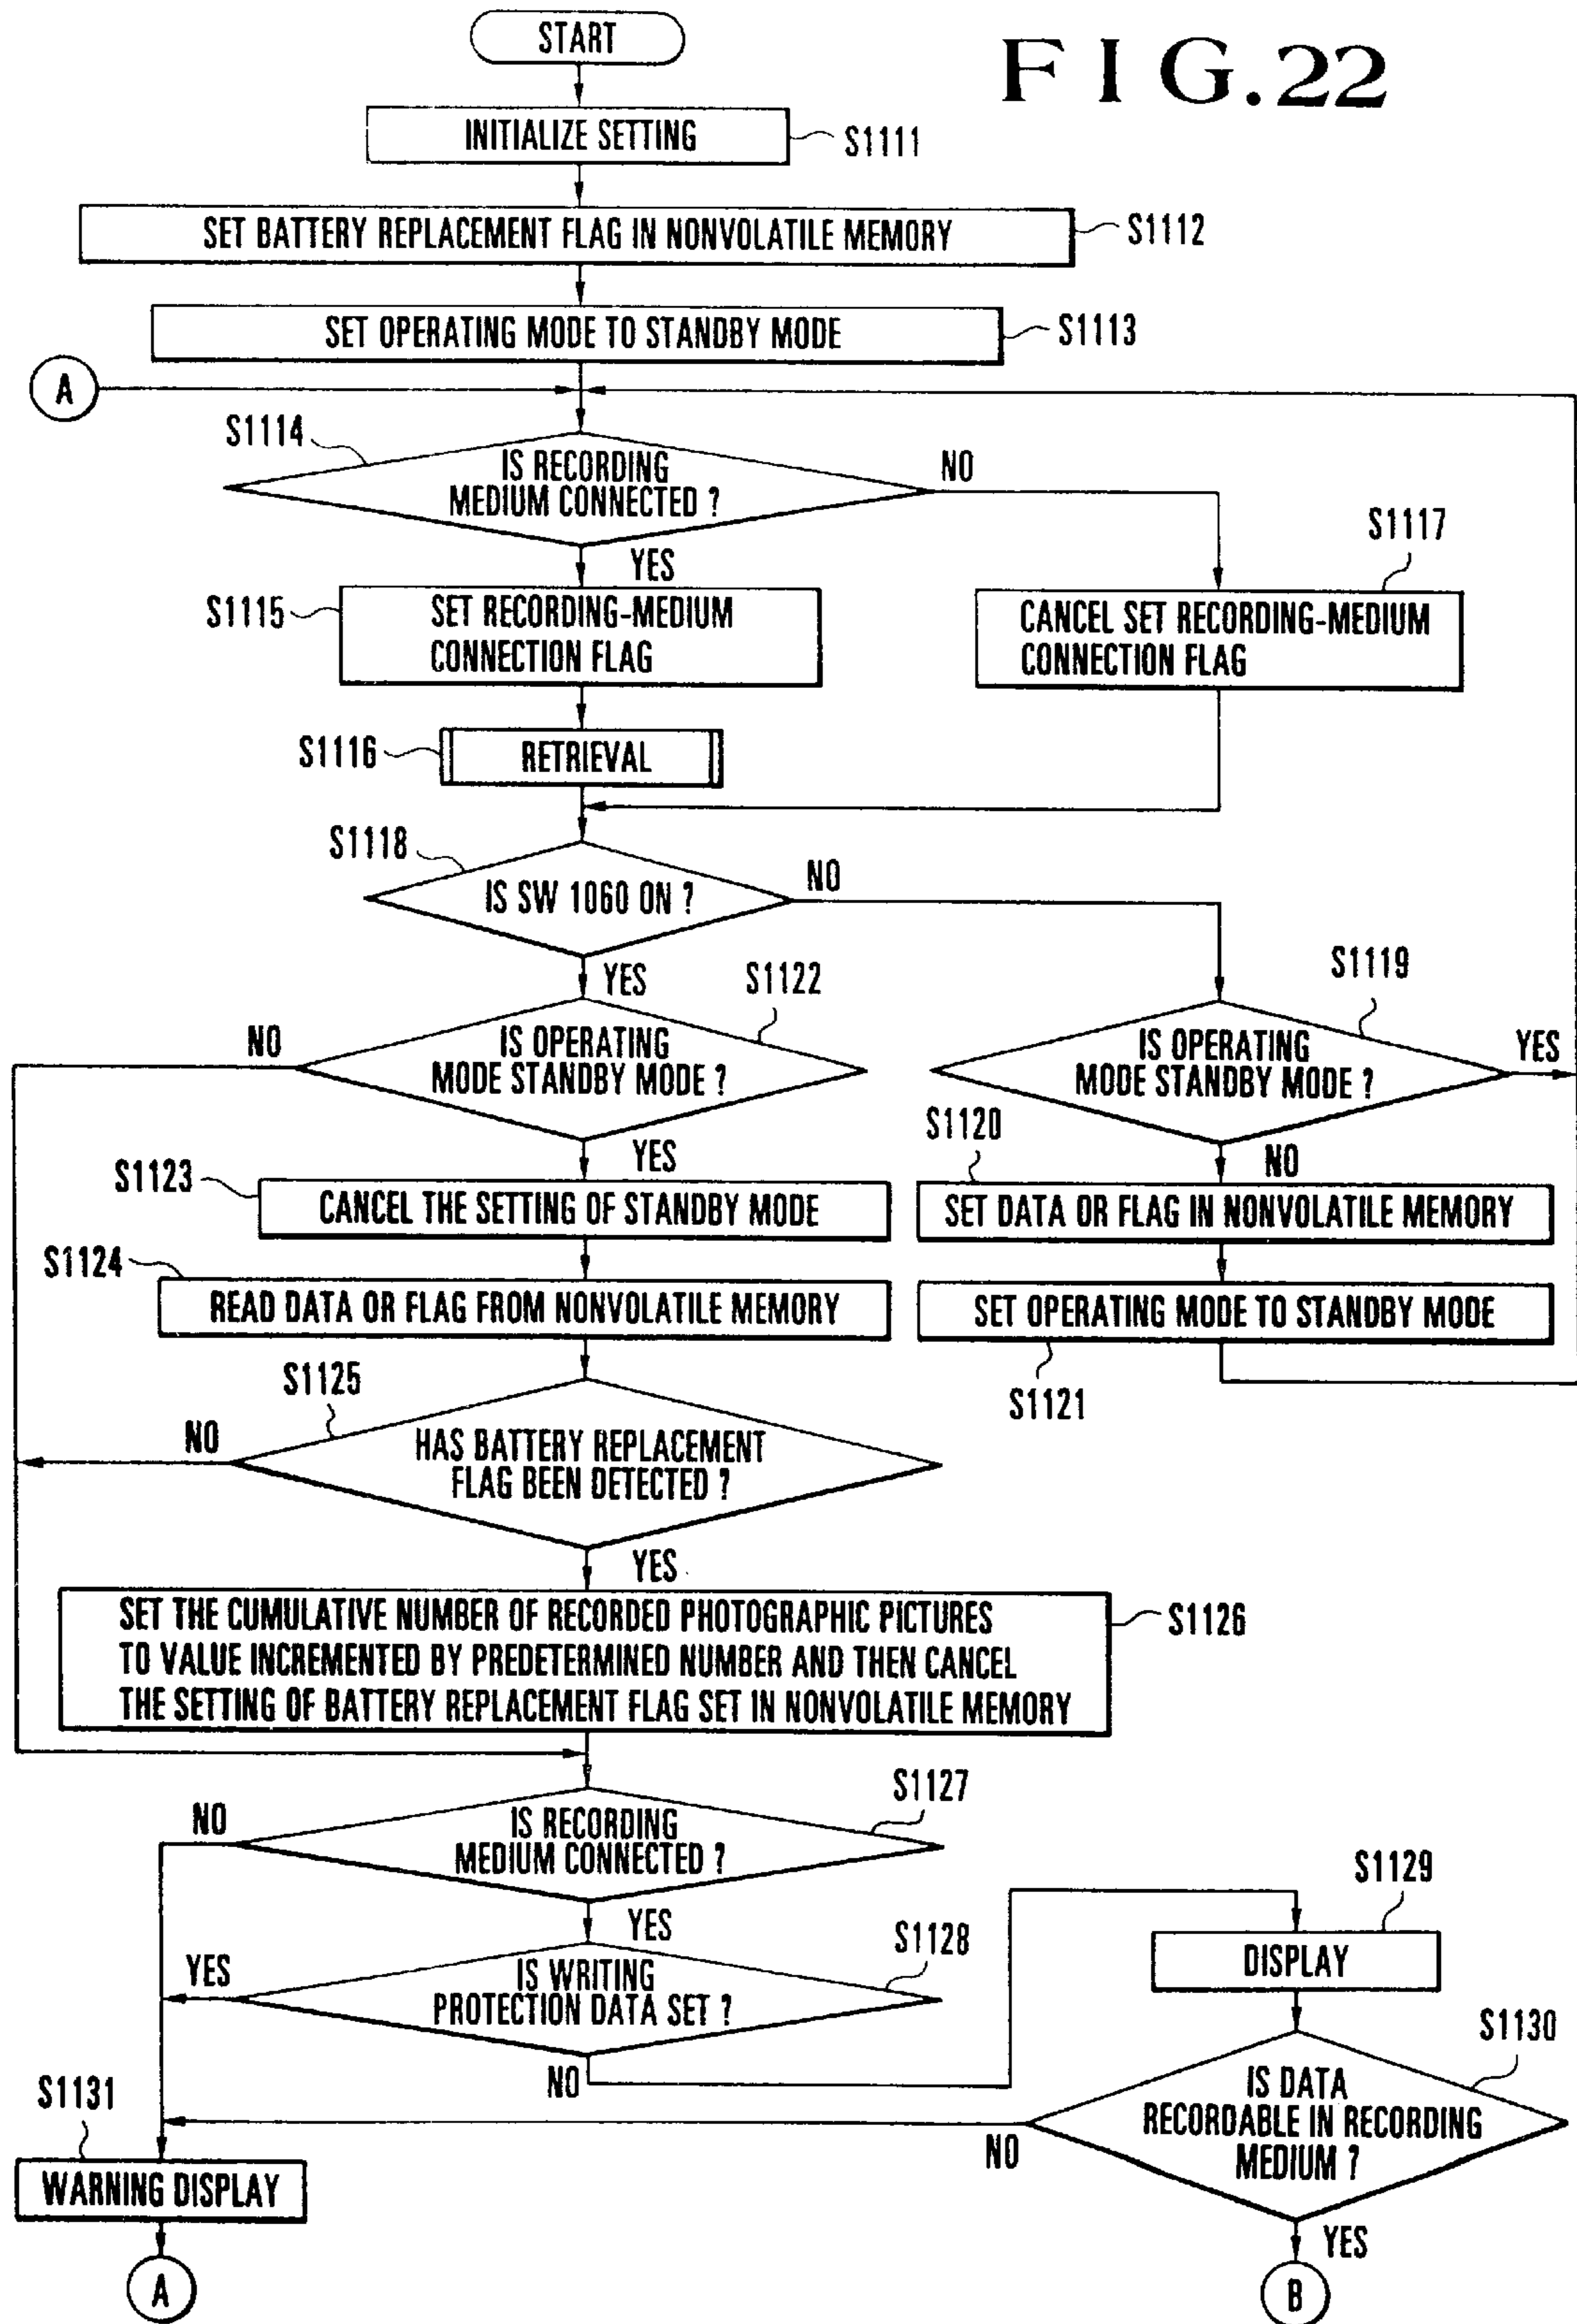 START
FIG.22
INITIALIZE SETTING
S1111
SET BATTERY REPLACEMENT FLAG IN NONVOLATILE MEMORY
S1112
SET OPERATING MODE TO STANDBY MODE
S1113
A
S1114
IS RECORDING
MEDIUM CONNECTED ?
NO
YES
S1115
SET RECORDING-MEDIUM
CONNECTION FLAG
S1117
CANCEL SET RECORDING-MEDIUM
CONNECTION FLAG
S1116
RETRIEVAL
S1118
IS SW 1060 ON ?
NO
YES
S1122
IS OPERATING
MODE STANDBY MODE ?
NO
YES
S1119
IS OPERATING
MODE STANDBY MODE ?
YES
NO
S1123
CANCEL THE SETTING OF STANDBY MODE
S1120
SET DATA OR FLAG IN NONVOLATILE MEMORY
S1124
READ DATA OR FLAG FROM NONVOLATILE MEMORY
SET OPERATING MODE TO STANDBY MODE
S1121
S1125
HAS BATTERY REPLACEMENT
FLAG BEEN DETECTED ?
NO
YES
SET THE CUMULATIVE NUMBER OF RECORDED PHOTOGRAPHIC PICTURES
TO VALUE INCREMENTED BY PREDETERMINED NUMBER AND THEN CANCEL
THE SETTING OF BATTERY REPLACEMENT FLAG SET IN NONVOLATILE MEMORY
S1126
S1127
IS RECORDING
MEDIUM CONNECTED ?
NO
YES
S1128
IS WRITING
PROTECTION DATA SET ?
YES
NO
S1129
DISPLAY
S1130
IS DATA
RECORDABLE IN RECORDING
MEDIUM ?
NO
YES
S1131
WARNING DISPLAY
A
B